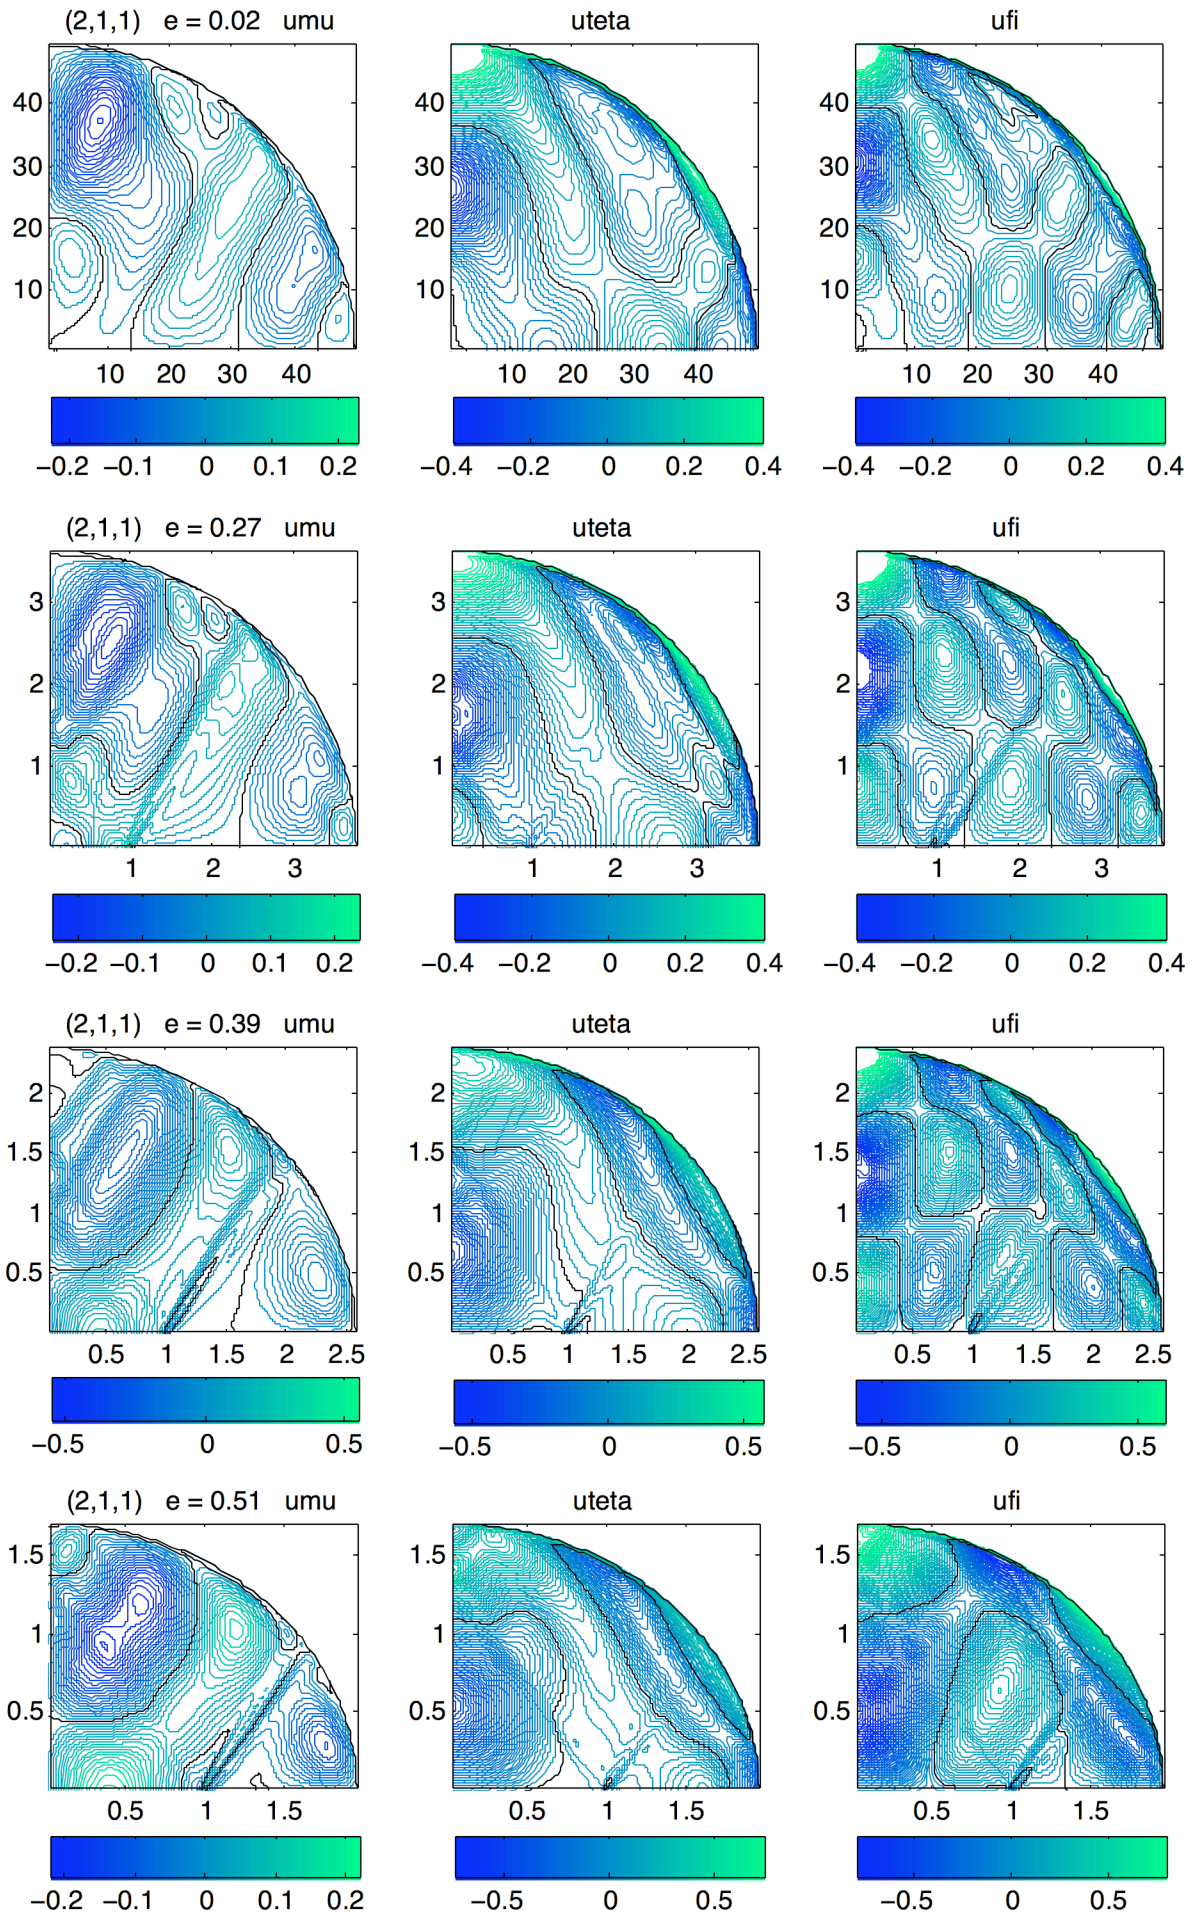 (2,1,1) e = 0.02 umu uteta ufi
40 40 40
30 30 30
20 20 20
10 10 10
10 20 30 40 10 20 30 40 10 20 30 40
−0.2 −0.1 0 0.1 0.2 −0.4 −0.2 0 0.2 0.4 −0.4 −0.2 0 0.2 0.4
(2,1,1) e = 0.27 umu uteta ufi
3 3 3
2 2 2
1 1 1
1 2 3 1 2 3 1 2 3
−0.2 −0.1 0 0.1 0.2 −0.4 −0.2 0 0.2 0.4 −0.4 −0.2 0 0.2 0.4
(2,1,1) e = 0.39 umu uteta ufi
2 2 2
1.5 1.5 1.5
1 1 1
0.5 0.5 0.5
0.5 1 1.5 2 2.5 0.5 1 1.5 2 2.5 0.5 1 1.5 2 2.5
−0.5 0 0.5 −0.5 0 0.5 −0.5 0 0.5
(2,1,1) e = 0.51 umu uteta ufi
1.5 1.5 1.5
1 1 1
0.5 0.5 0.5
0.5 1 1.5 0.5 1 1.5 0.5 1 1.5
−0.2 −0.1 0 0.1 0.2 −0.5 0 0.5 −0.5 0 0.5